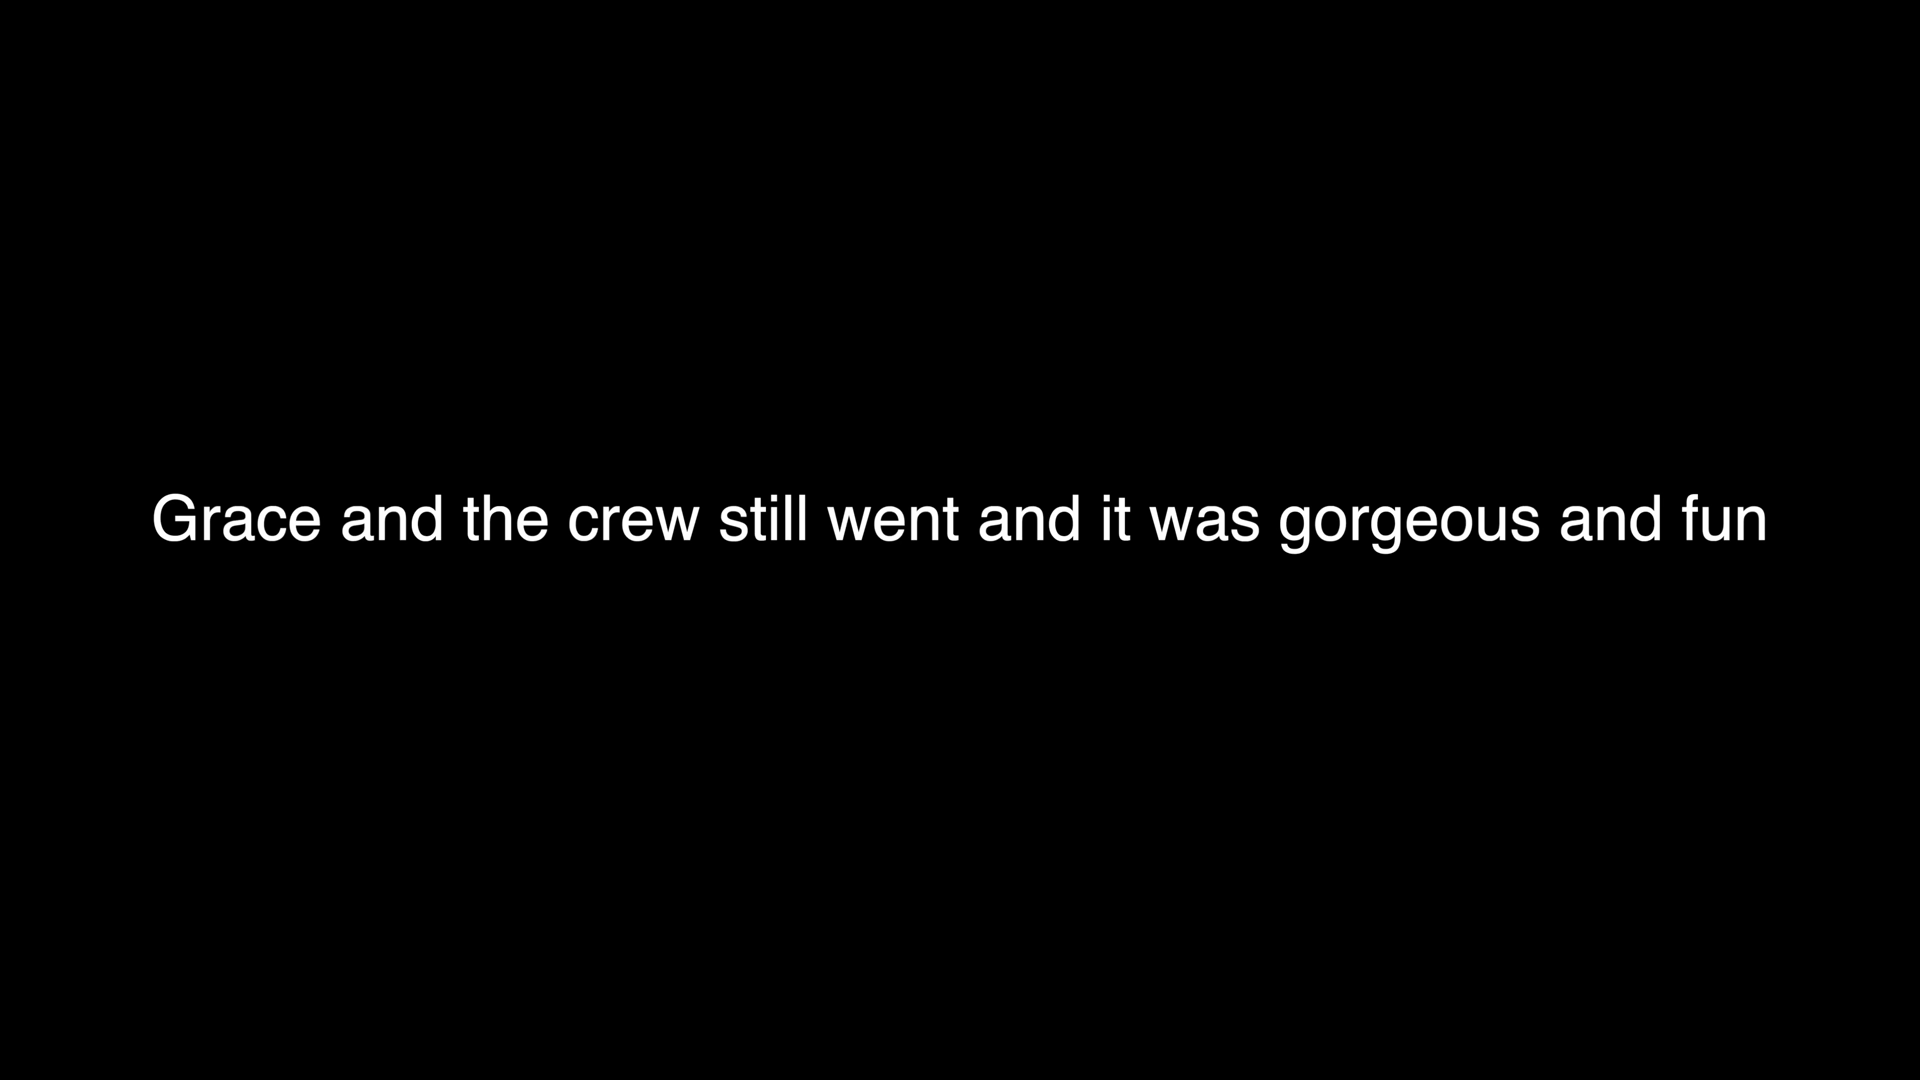 Grace and the crew still went and it was gorgeous and fun